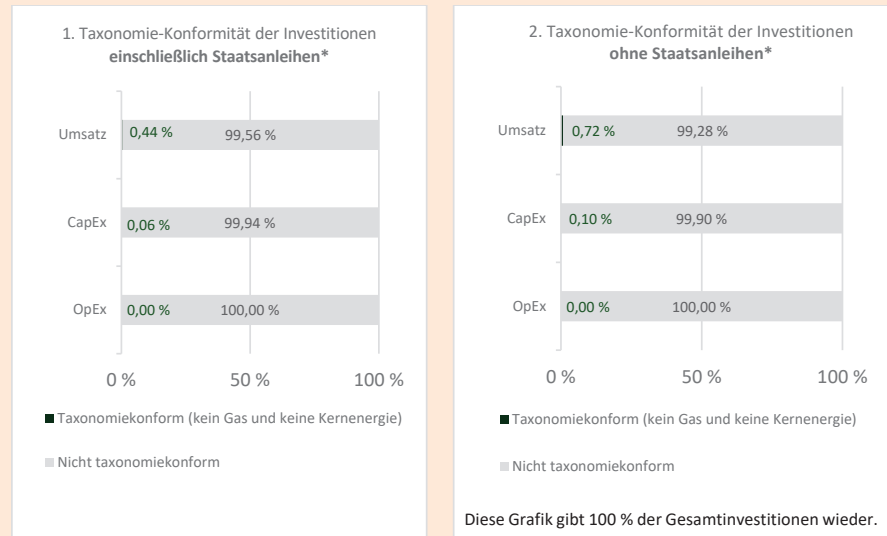 1. Taxonomie-Konformität der Investitionen
einschließlich Staatsanleihen*
Umsatz
0,44 %
99,56 %
CapEx
0,06 %
99,94 %
OpEx
0,00 %
100,00 %
0 %
50 %
100 %
Taxonomiekonform (kein Gas und keine Kernenergie)
Nicht taxonomiekonform
2. Taxonomie-Konformität der Investitionen
ohne Staatsanleihen*
Umsatz
0,72 %
99,28 %
CapEx
0,10 %
99,90 %
OpEx
0,00 %
100,00 %
0 %
50 %
100 %
Taxonomiekonform (kein Gas und keine Kernenergie)
Nicht taxonomiekonform
Diese Grafik gibt 100 % der Gesamtinvestitionen wieder.